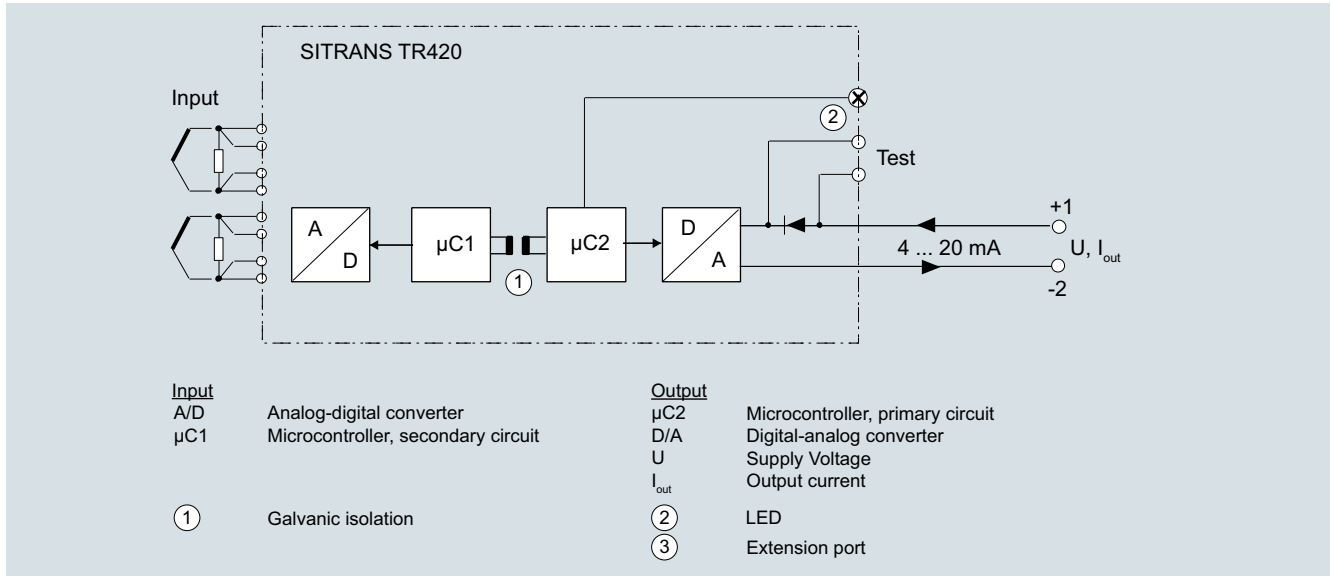 SITRANS TR420
Input
2
Test
A
D
µC1
µC2
D
A
1
4 ... 20 mA
+1
U, Iout
-2
Input
A/D Analog-digital converter
µC1 Microcontroller, secondary circuit
1 Galvanic isolation
Output
µC2 Microcontroller, primary circuit
D/A Digital-analog converter
U Supply Voltage
Iout Output current
2 LED
3 Extension port